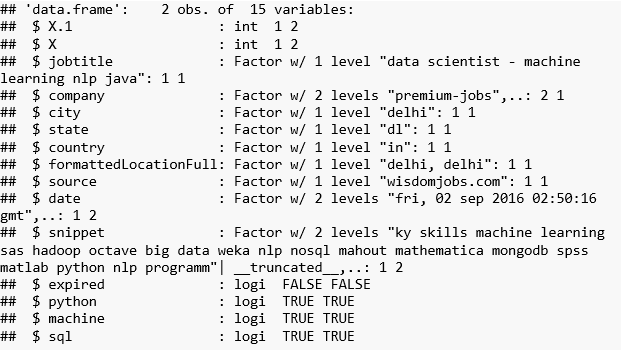 ## 'data.frame':    2 obs. of  15 variables:
##  $ X.1                  : int  1 2
##  $ X                    : int  1 2
##  $ jobtitle             : Factor w/ 1 level "data scientist - machine
learning nlp java": 1 1
##  $ company              : Factor w/ 2 levels "premium-jobs",..: 2 1
##  $ city                 : Factor w/ 1 level "delhi": 1 1
##  $ state                : Factor w/ 1 level "dl": 1 1
##  $ country              : Factor w/ 1 level "in": 1 1
##  $ formattedLocationFull: Factor w/ 1 level "delhi, delhi": 1 1
##  $ source               : Factor w/ 1 level "wisdomjobs.com": 1 1
##  $ date                 : Factor w/ 2 levels "fri, 02 sep 2016 02:50:16
gmt",..: 1 2
##  $ snippet              : Factor w/ 2 levels "ky skills machine learning
sas hadoop octave big data weka nlp nosql mahout mathematica mongodb spss
matlab python nlp programm"| __truncated__,..: 1 2
##  $ expired              : logi  FALSE FALSE
##  $ python               : logi  TRUE TRUE
##  $ machine              : logi  TRUE TRUE
##  $ sql                  : logi  TRUE TRUE